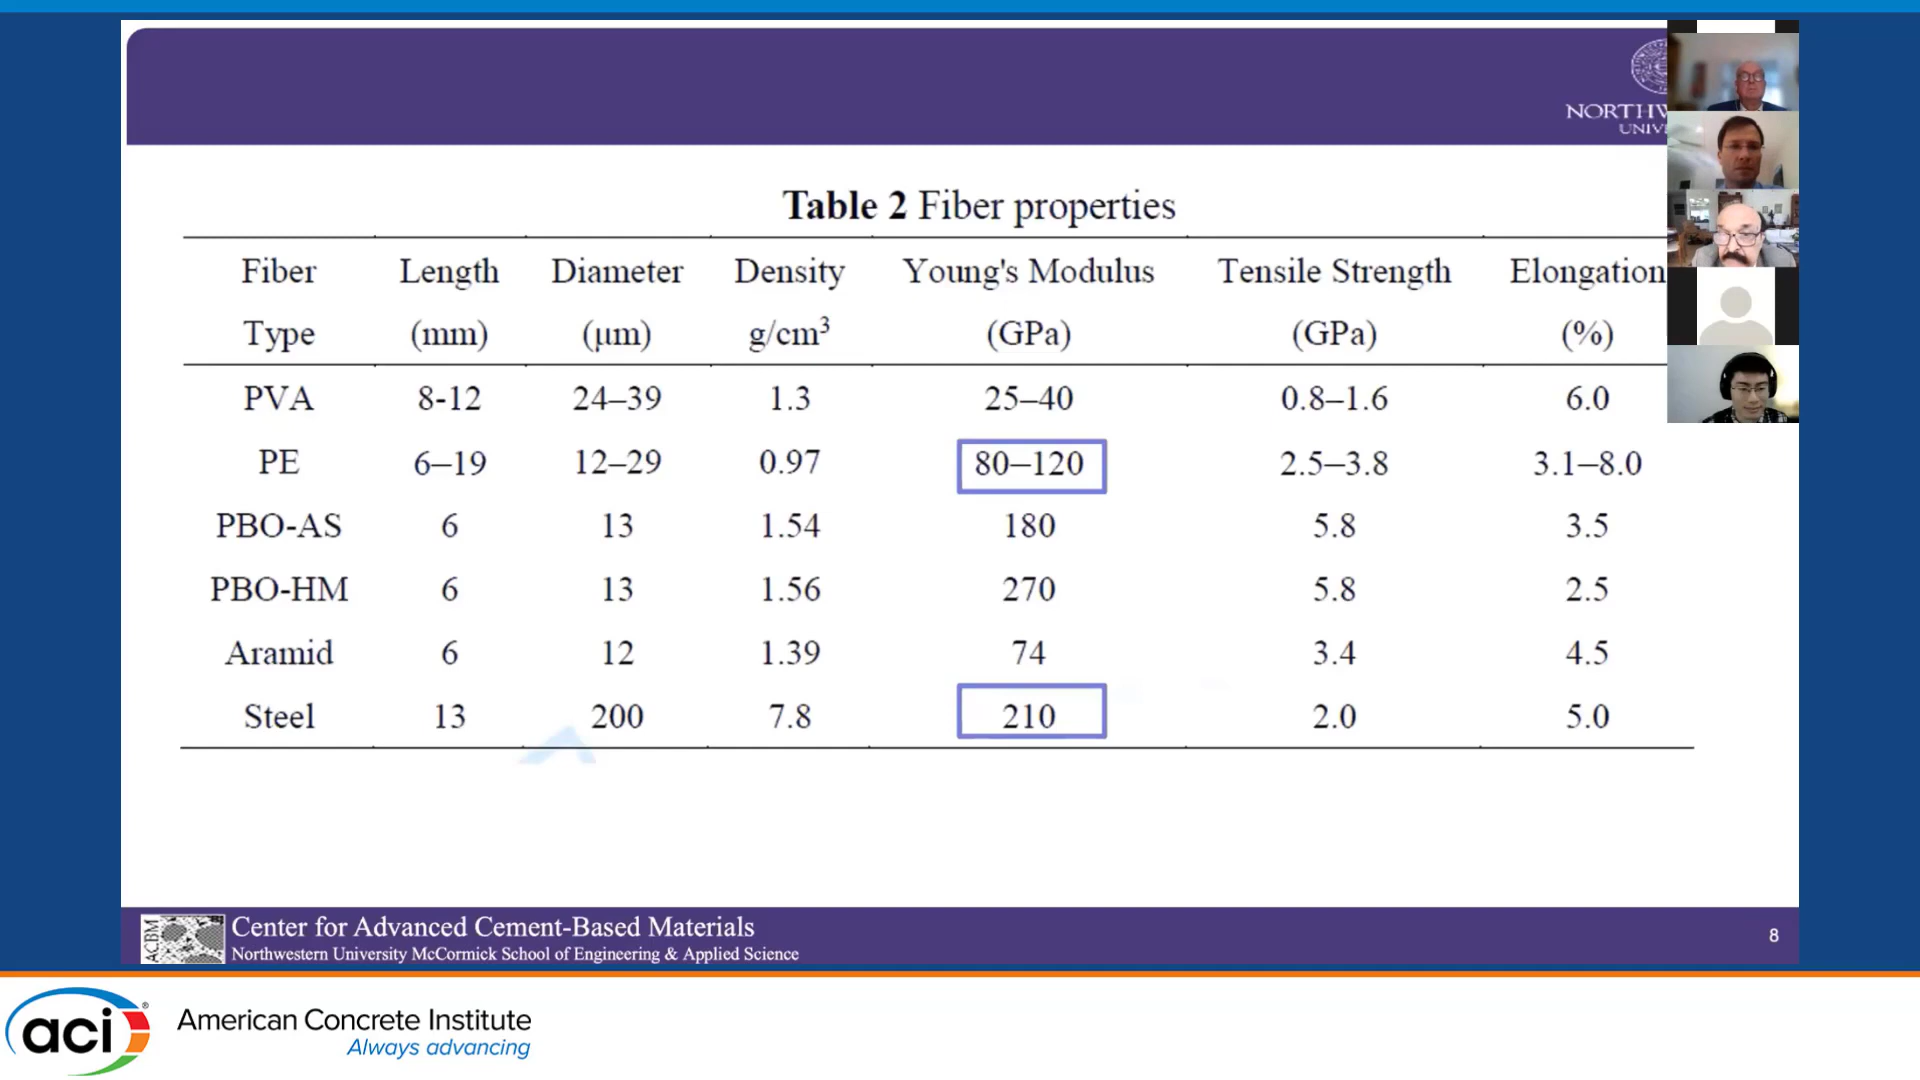 NORTHW
UNIV
Table 2 Fiber properties
Fiber Type Length (mm) Diameter (μm) Density g/cm³ Young's Modulus (GPa) Tensile Strength (GPa) Elongation (%)
PVA 8-12 24–39 1.3 25–40 0.8–1.6 6.0
PE 6–19 12–29 0.97 80–120 2.5–3.8 3.1–8.0
PBO-AS 6 13 1.54 180 5.8 3.5
PBO-HM 6 13 1.56 270 5.8 2.5
Aramid 6 12 1.39 74 3.4 4.5
Steel 13 200 7.8 210 2.0 5.0
ACBM
Center for Advanced Cement-Based Materials
Northwestern University McCormick School of Engineering & Applied Science
8
aci®
American Concrete Institute
Always advancing